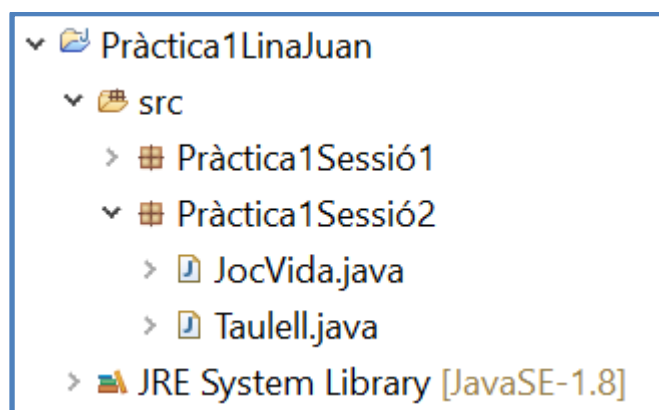 Pràctica1LinaJuan
src
Pràctica1Sessió1
Pràctica1Sessió2
JocVida.java
Taulell.java
JRE System Library [JavaSE-1.8]